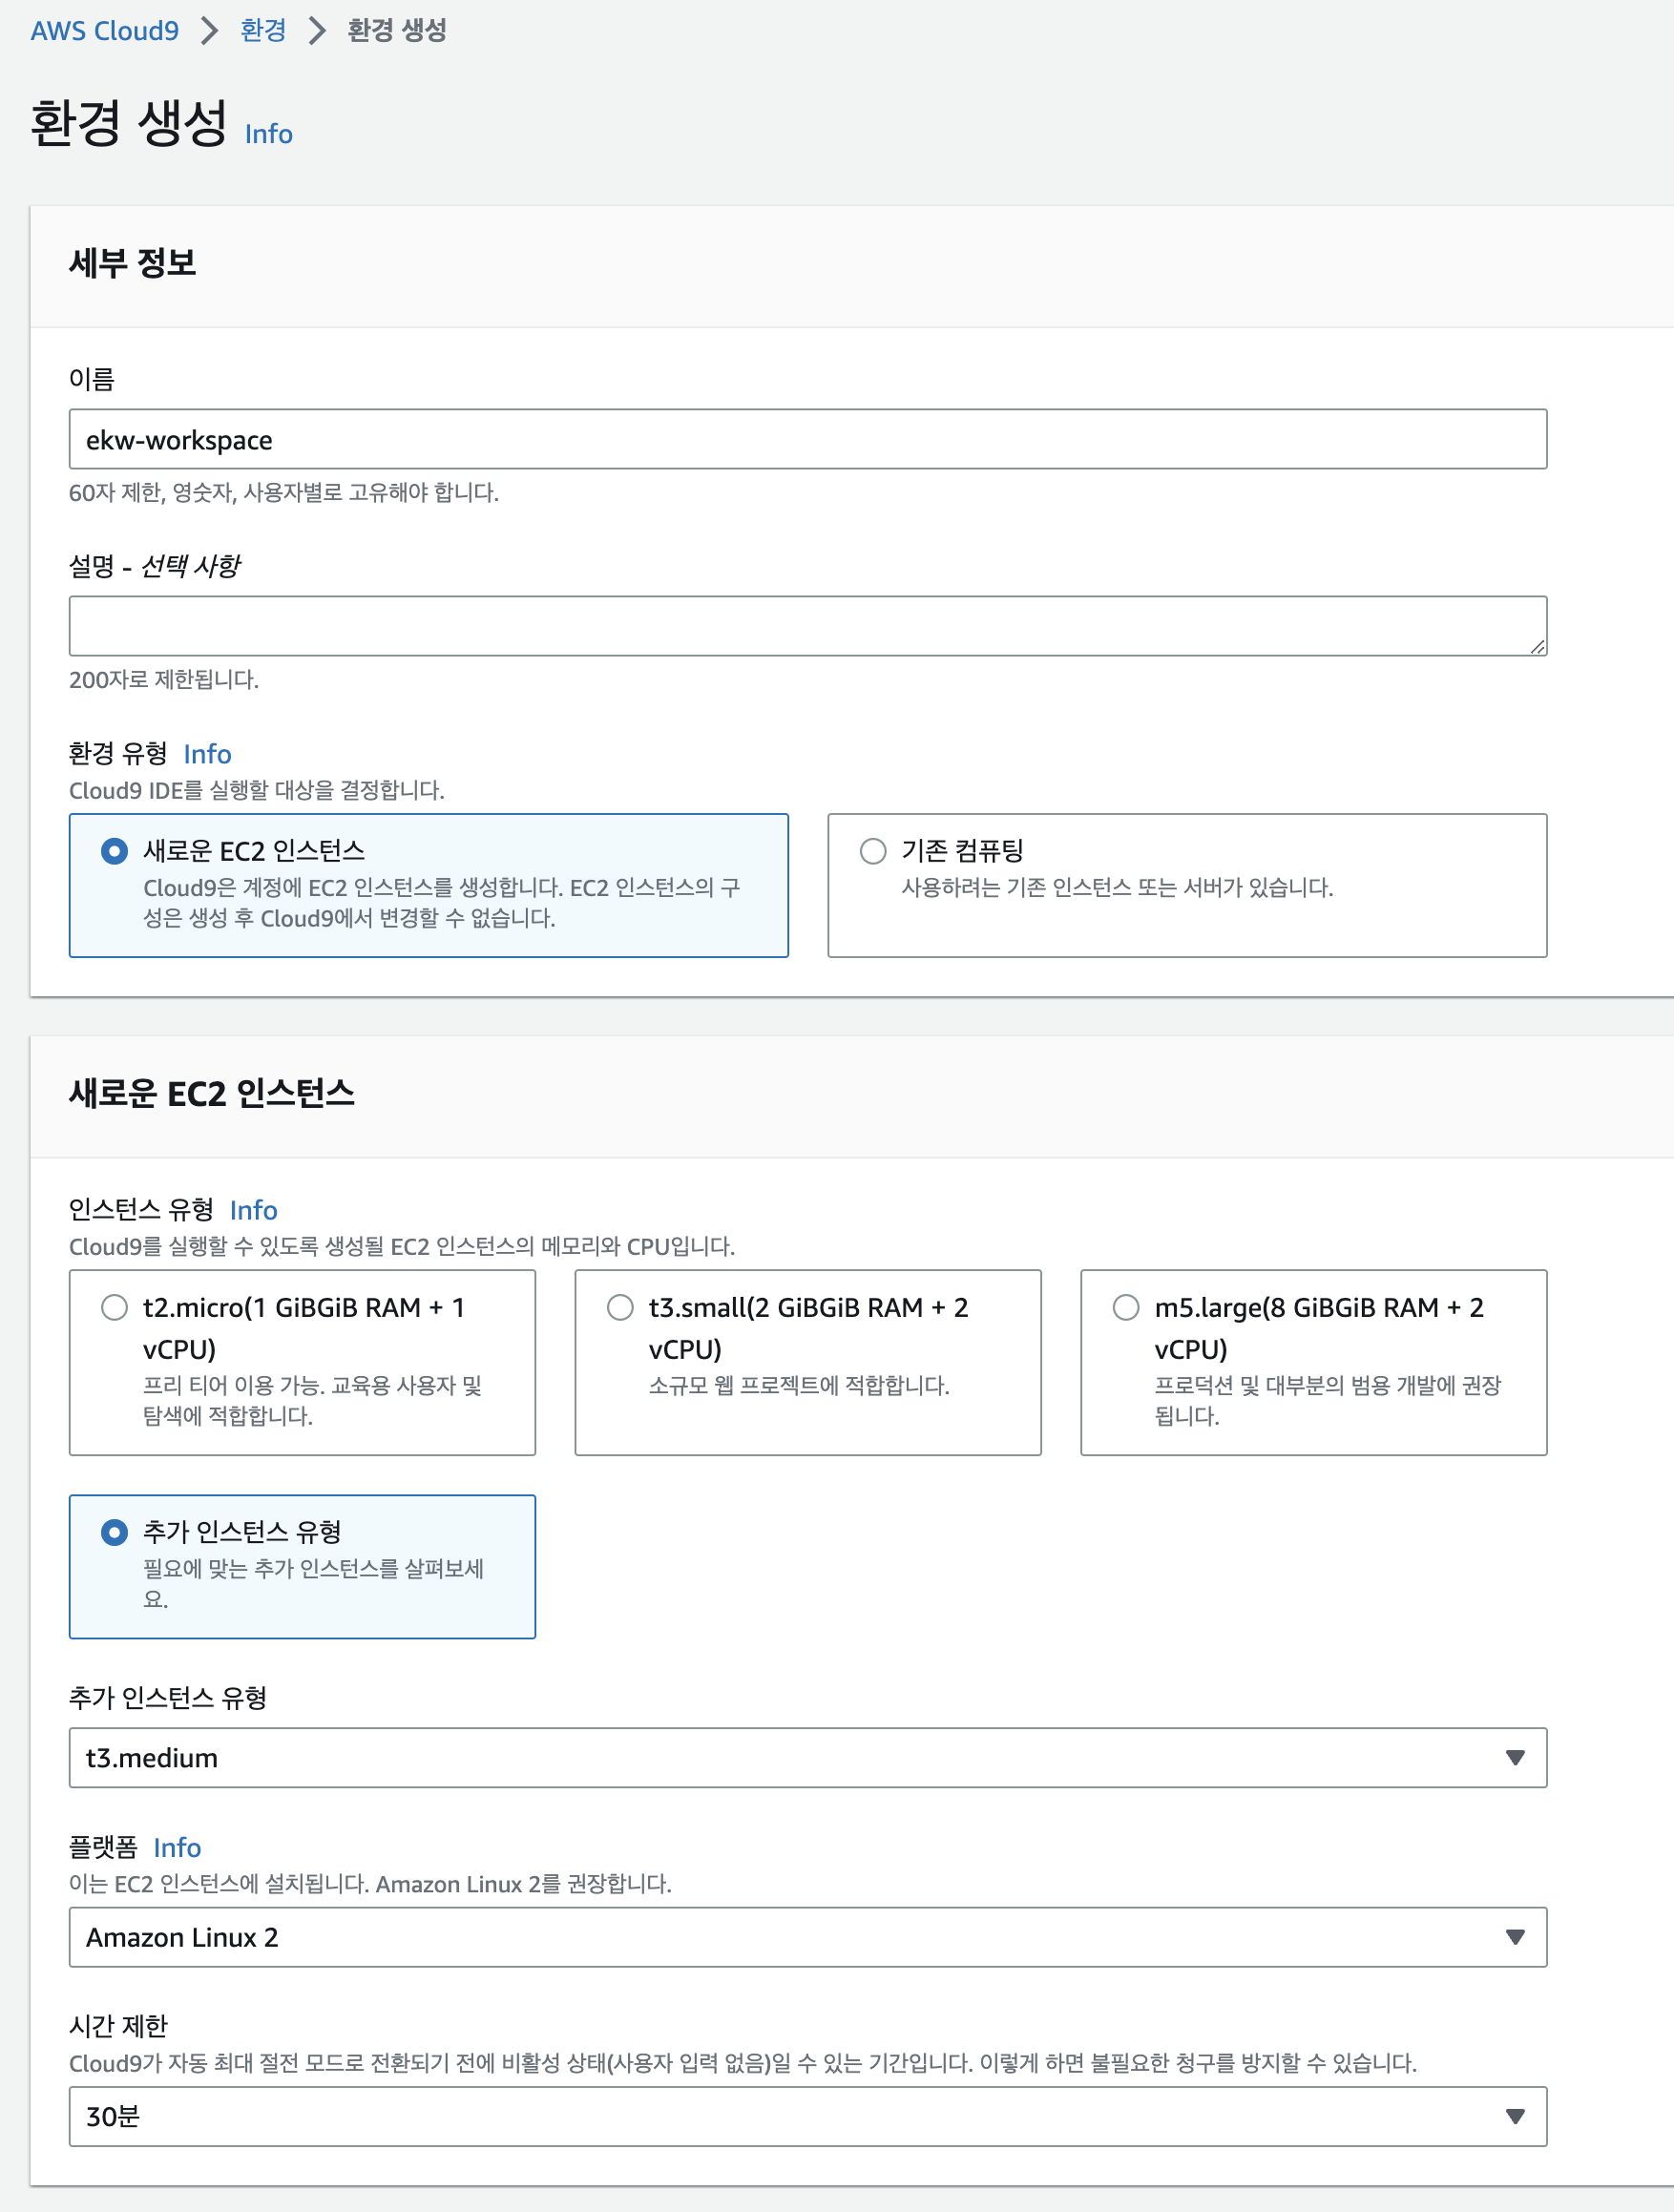 AWS Cloud9 > 환경 > 환경 생성
환경 생성 Info
세부 정보
이름
ekw-workspace
60자 제한, 영숫자, 사용자별로 고유해야 합니다.
설명 - 선택 사항
200자로 제한됩니다.
환경 유형 Info
Cloud9 IDE를 실행할 대상을 결정합니다.
새로운 EC2 인스턴스
Cloud9은 계정에 EC2 인스턴스를 생성합니다. EC2 인스턴스의 구
성은 생성 후 Cloud9에서 변경할 수 없습니다.
기존 컴퓨팅
사용하려는 기존 인스턴스 또는 서버가 있습니다.
새로운 EC2 인스턴스
인스턴스 유형 Info
Cloud9를 실행할 수 있도록 생성될 EC2 인스턴스의 메모리와 CPU입니다.
t2.micro(1 GiBGiB RAM + 1
vCPU)
프리 티어 이용 가능. 교육용 사용자 및
탐색에 적합합니다.
t3.small(2 GiBGiB RAM + 2
vCPU)
소규모 웹 프로젝트에 적합합니다.
m5.large(8 GiBGiB RAM + 2
vCPU)
프로덕션 및 대부분의 범용 개발에 권장
됩니다.
추가 인스턴스 유형
필요에 맞는 추가 인스턴스를 살펴보세
요.
추가 인스턴스 유형
t3.medium
플랫폼 Info
이는 EC2 인스턴스에 설치됩니다. Amazon Linux 2를 권장합니다.
Amazon Linux 2
시간 제한
Cloud9가 자동 최대 절전 모드로 전환되기 전에 비활성 상태(사용자 입력 없음)일 수 있는 기간입니다. 이렇게 하면 불필요한 청구를 방지할 수 있습니다.
30분